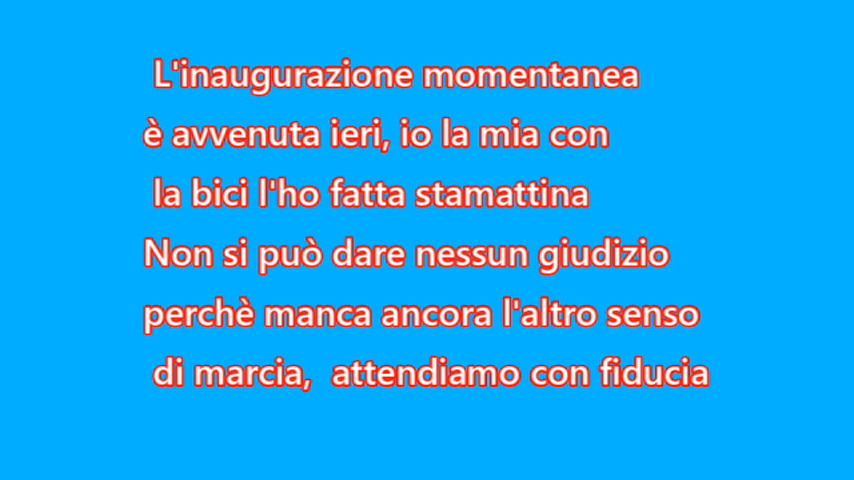 L'inaugurazione momentanea
è avvenuta ieri, io la mia con
la bici l'ho fatta stamattina
Non si può dare nessun giudizio
perchè manca ancora l'altro senso
di marcia,  attendiamo con fiducia